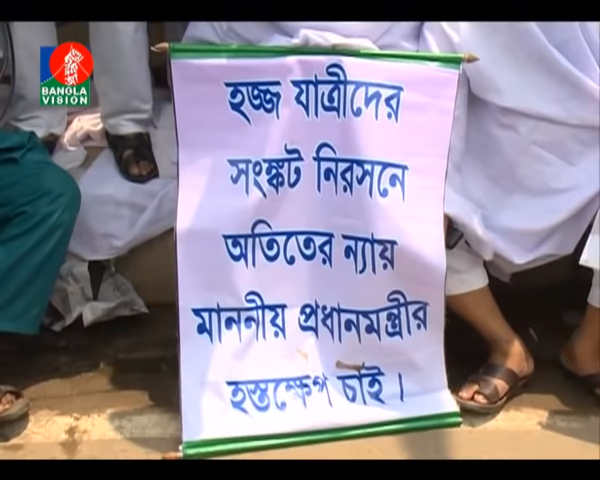 BANGLA
VISION
হজ্জ যাত্রীদের
সংঙ্কট নিরসনে
অতিতের ন্যায়
মাননীয় প্রধানমন্ত্রীর
হস্তক্ষেপ চাই।